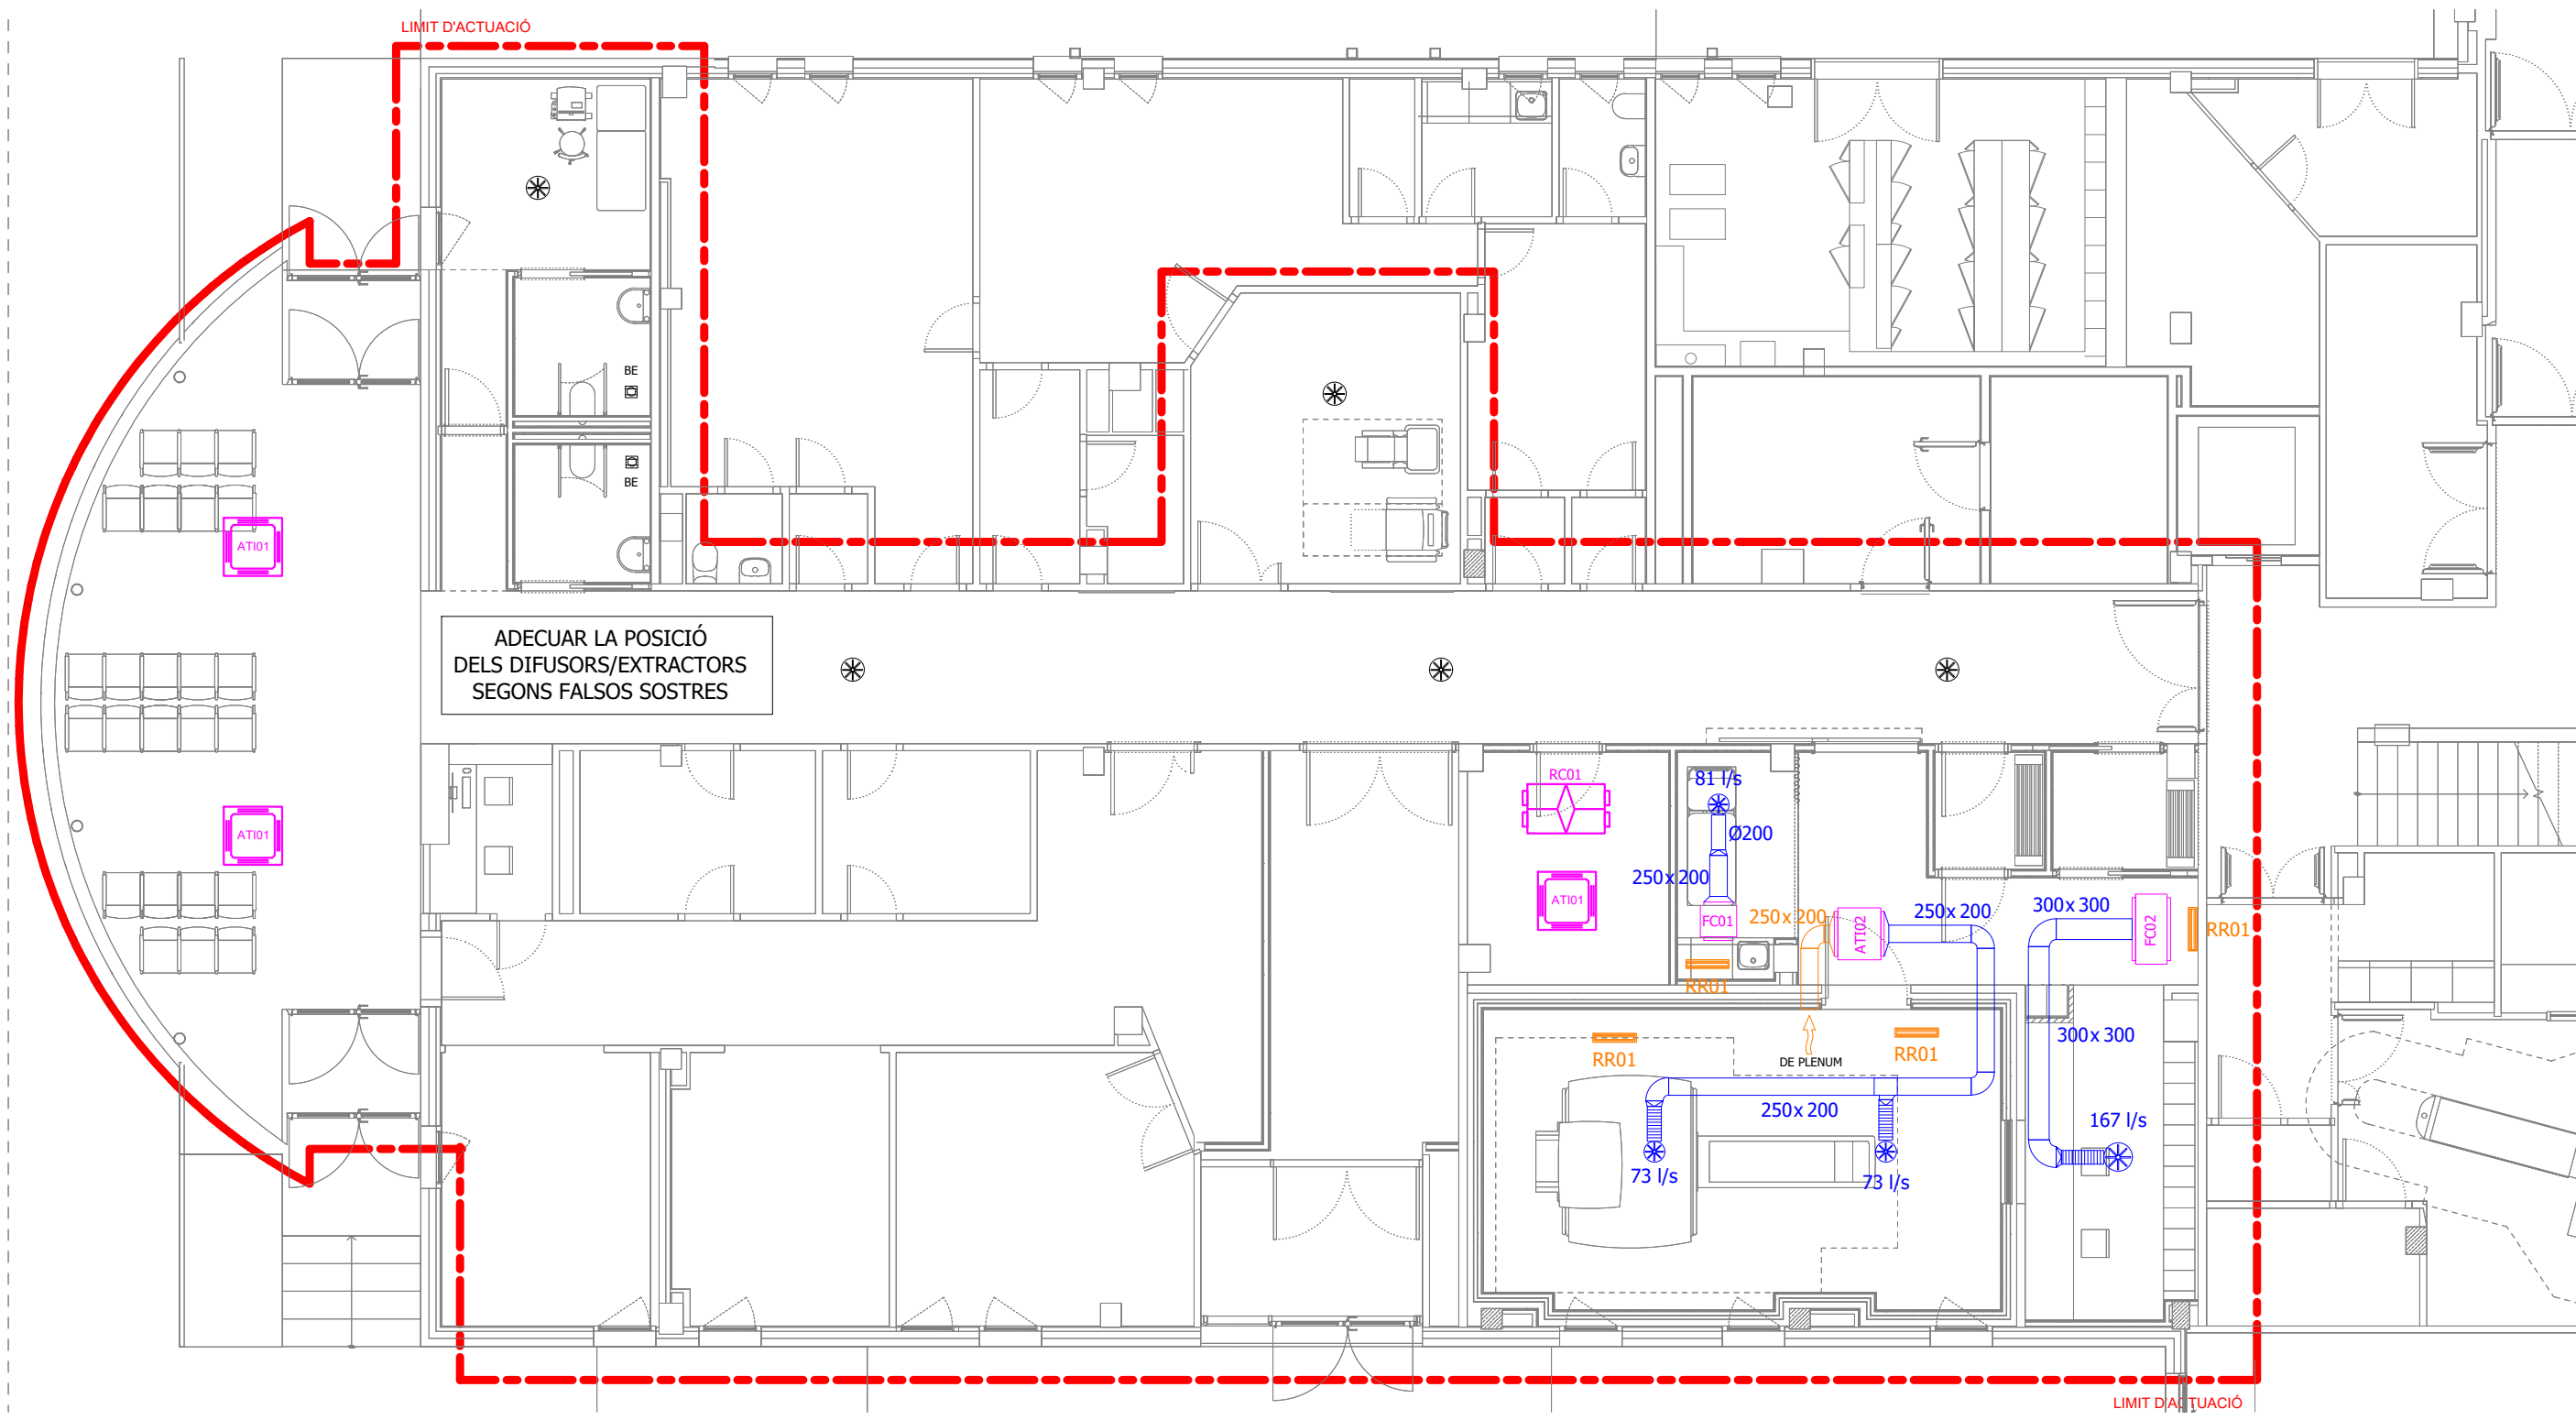 LIMIT D'ACTUACIÓ
BE
BE
ATI01
ADECUAR LA POSICIÓ
DELS DIFUSORS/EXTRACTORS
SEGONS FALSOS SOSTRES
RC01
81 l/s
Ø200
ATI01
250x200
ATI01
FC01
250x200
ATI02
250x200
300x300
FC02
RR01
RR01
RR01
DE PLENUM
RR01
300x300
250x200
167 l/s
73 l/s
73 l/s
LIMIT D'ACTUACIÓ